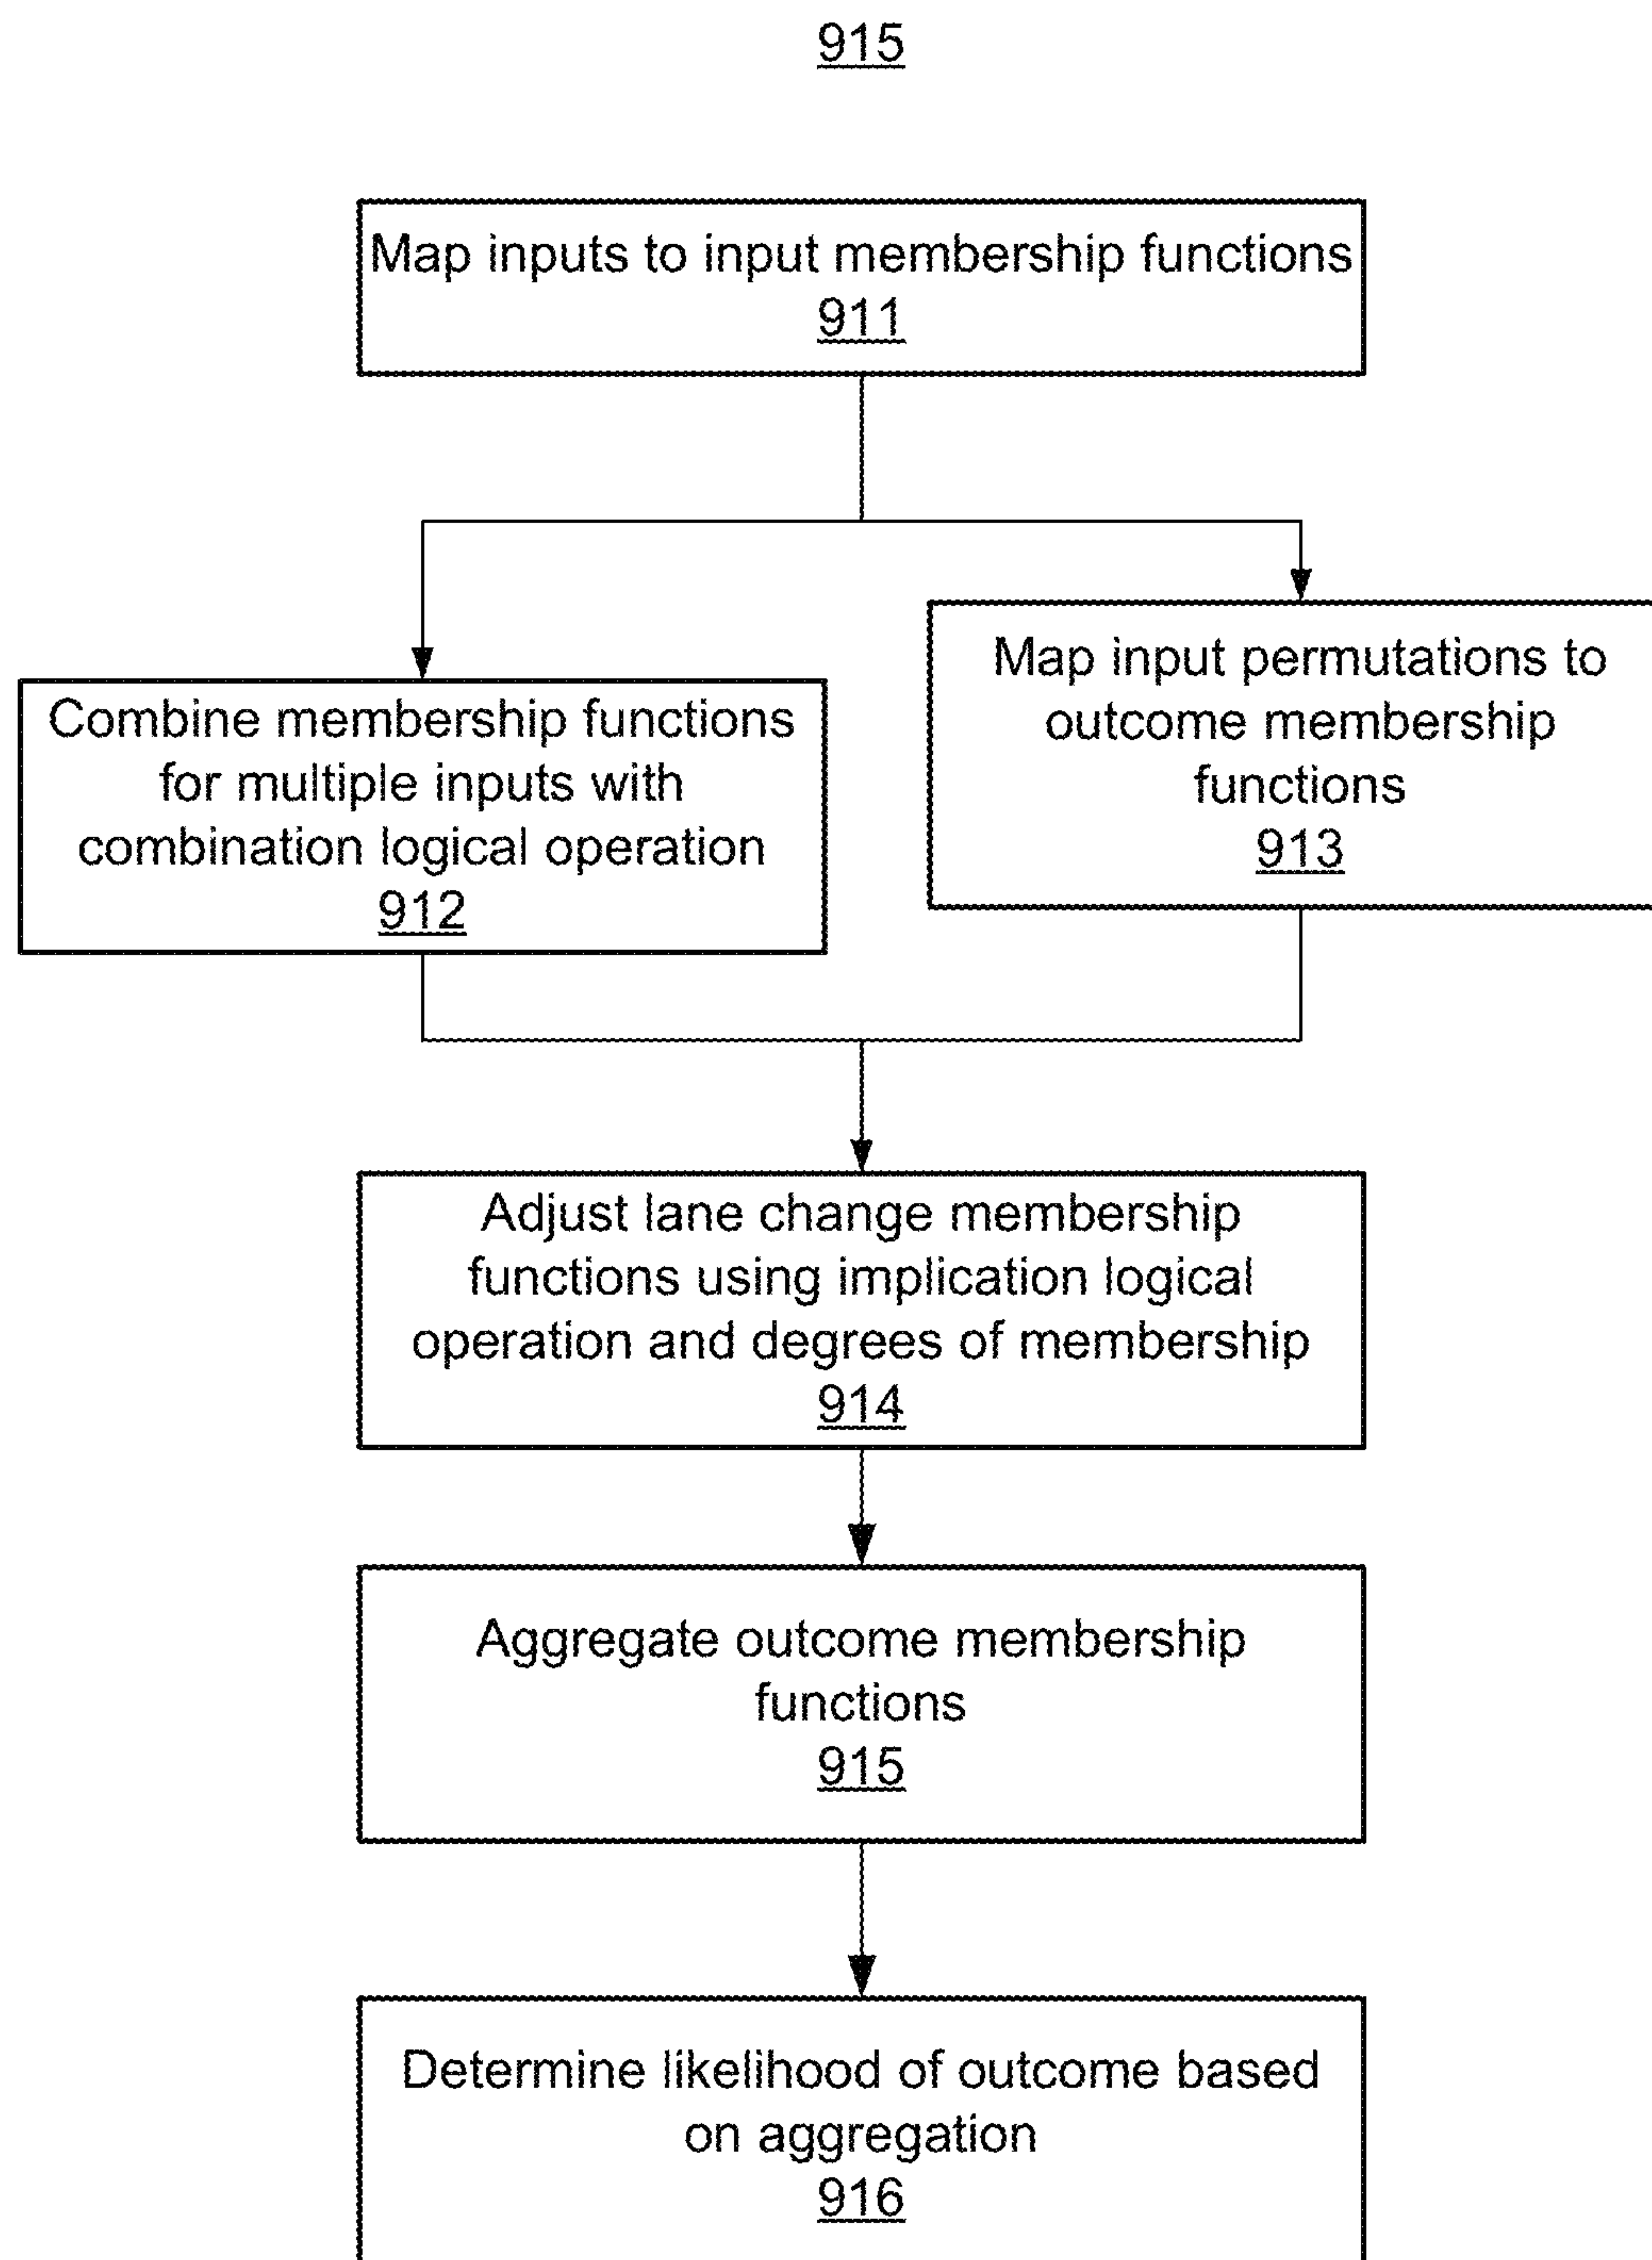 915
Map inputs to input membership functions
911
Combine membership functions
for multiple inputs with
combination logical operation
912
Map input permutations to
outcome membership
functions
913
Adjust lane change membership
functions using implication logical
operation and degrees of membership
914
Aggregate outcome membership
functions
915
Determine likelihood of outcome based
on aggregation
916